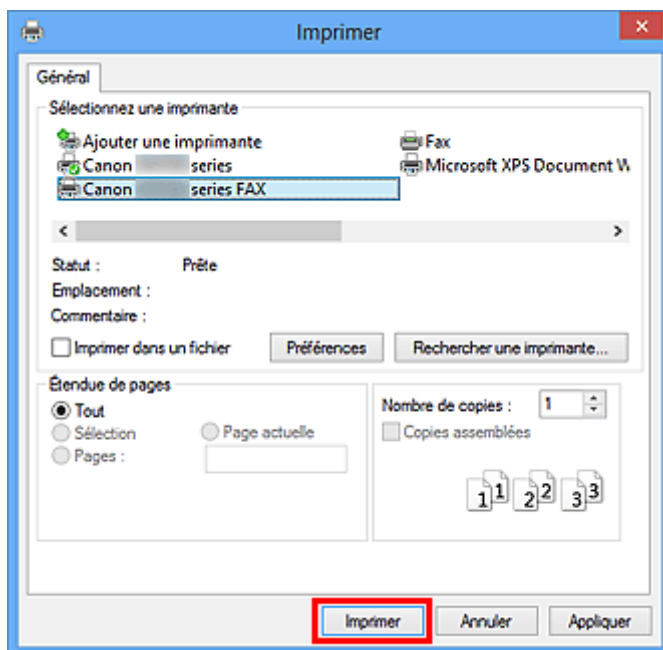 Imprimer
Général
Sélectionnez une imprimante
Ajouter une imprimante
Fax
Canon series
Microsoft XPS Document W
Canon series FAX
Statut : Prête
Emplacement :
Commentaire :
Imprimer dans un fichier
Préférences
Rechercher une imprimante...
Étendue de pages
Tout
Sélection
Page actuelle
Pages :
Nombre de copies : 1
Copies assemblées
1 1 2 2 3 3
Imprimer
Annuler
Appliquer